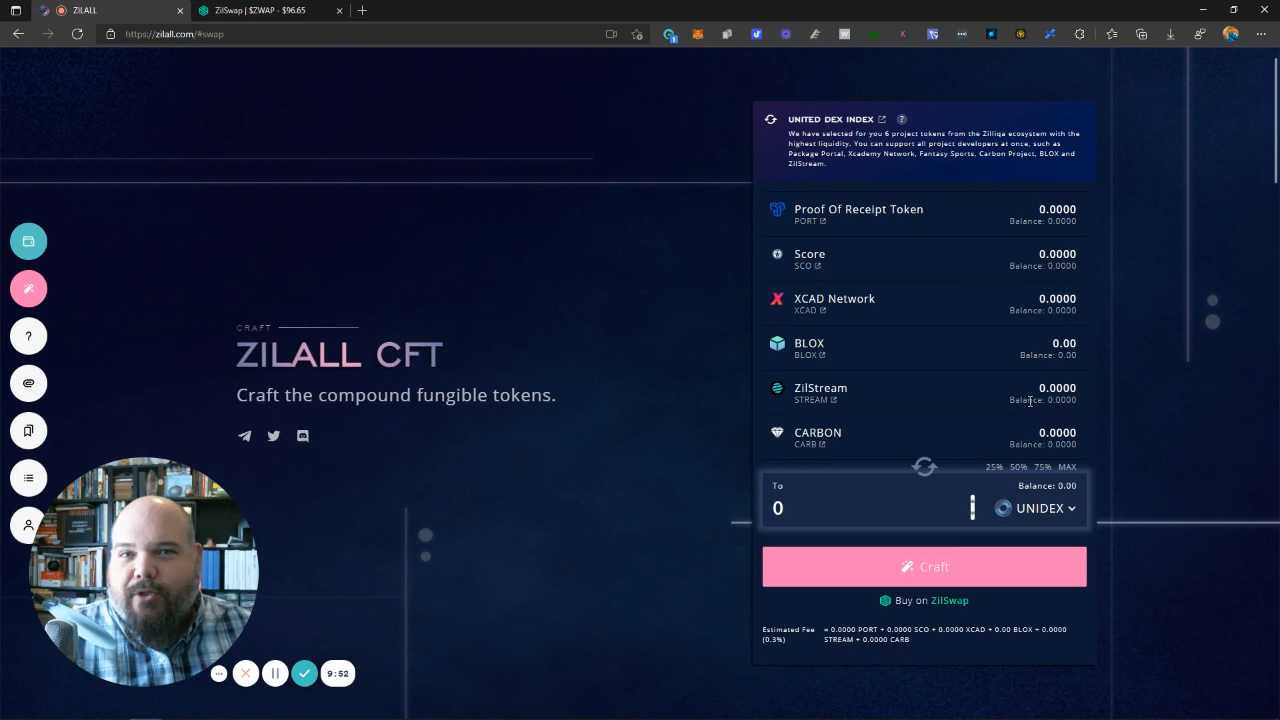 ZILALL
ZilSwap | $ZWAP - $96.65
https://zilall.com/#swap
UNITED DEX INDEX ?
We have selected for you 6 project tokens from the Zilliqa ecosystem with the
highest liquidity. You can support all project developers at once, such as
Package Portal, Xcademy Network, Fantasy Sports, Carbon Project, BLOX and
ZilStream.
Proof Of Receipt Token 0.0000
PORT Balance: 0.0000
Score 0.0000
SCO Balance: 0.0000
XCAD Network 0.0000
XCAD Balance: 0.0000
BLOX 0.00
BLOX Balance: 0.00
ZilStream 0.0000
STREAM Balance: 0.0000
CARBON 0.0000
CARB Balance: 0.0000
25% 50% 75% MAX
To Balance: 0.00
0 UNIDEX
Craft
Buy on ZilSwap
Estimated Fee ≈ 0.0000 PORT + 0.0000 SCO + 0.0000 XCAD + 0.00 BLOX + 0.0000
(0.3%) STREAM + 0.0000 CARB
CRAFT
ZILALL CFT
Craft the compound fungible tokens.
?
9:52